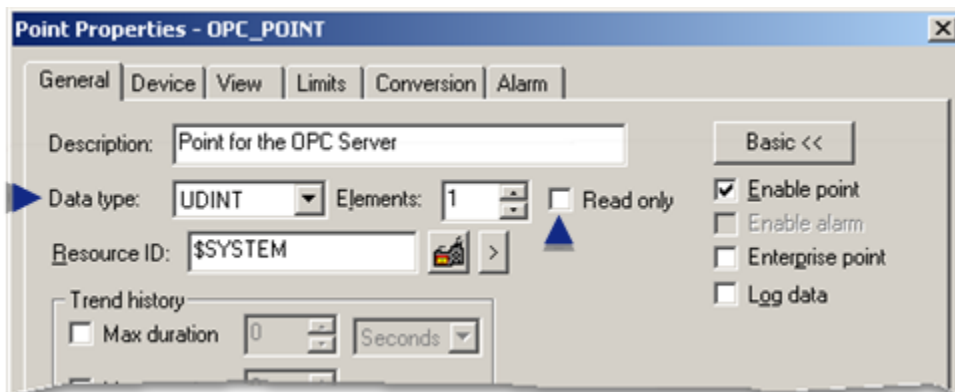 Point Properties - OPC_POINT
General Device View Limits Conversion Alarm
Description: Point for the OPC Server Basic <<
Data type: UDINT Elements: 1 Read only Enable point
Enable alarm
Resource ID: $SYSTEM > Enterprise point
Log data
Trend history
Max duration 0 Seconds